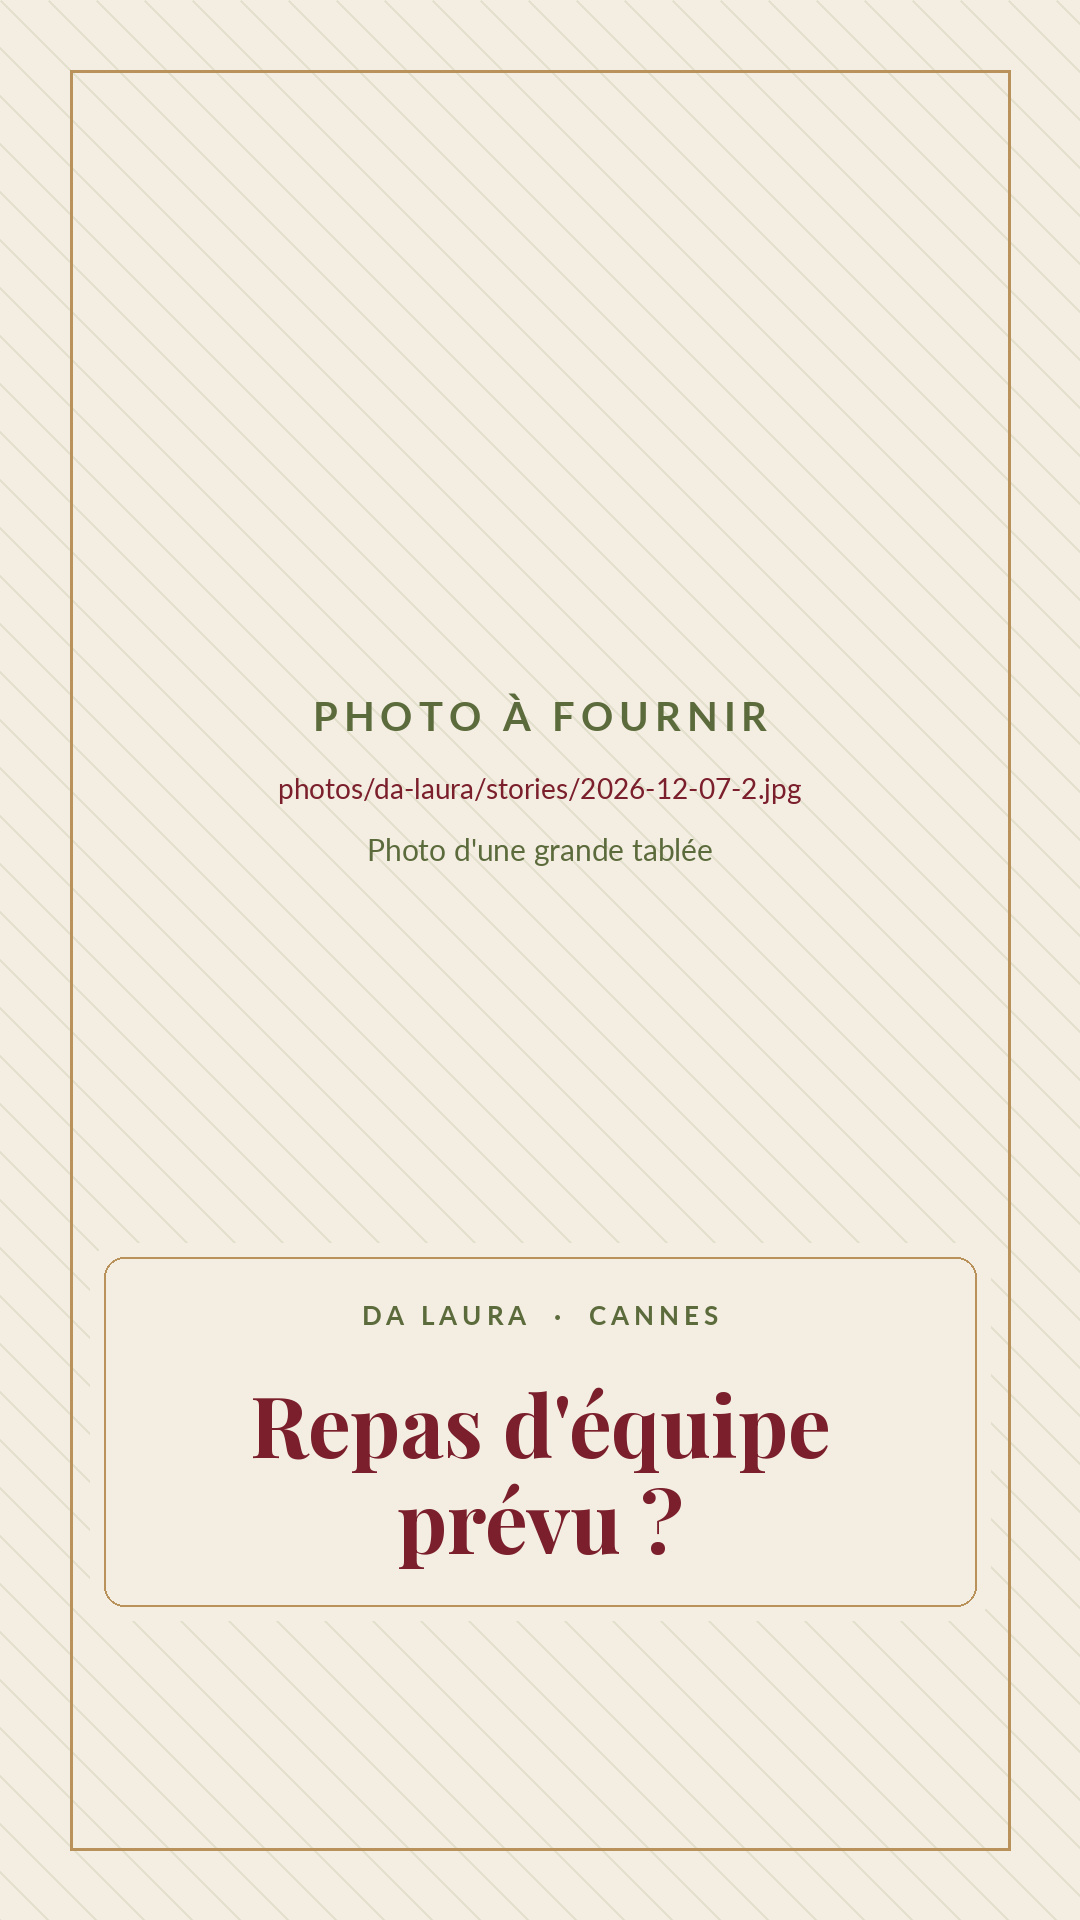 PHOTO À FOURNIR
photos/da-laura/stories/2026-12-07-2.jpg
Photo d'une grande tablée
DA LAURA · CANNES
Repas d'équipe
prévu ?